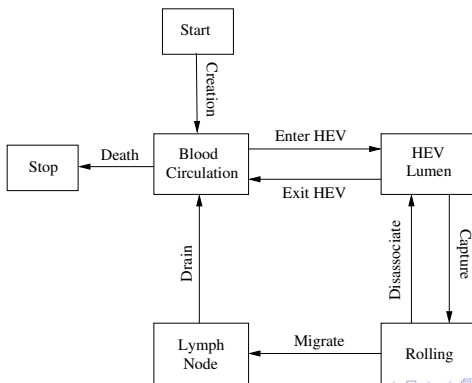 Start
Creation
Stop
Death
Blood
Circulation
Enter HEV
Exit HEV
HEV
Lumen
Drain
Disassociate
Capture
Lymph
Node
Migrate
Rolling